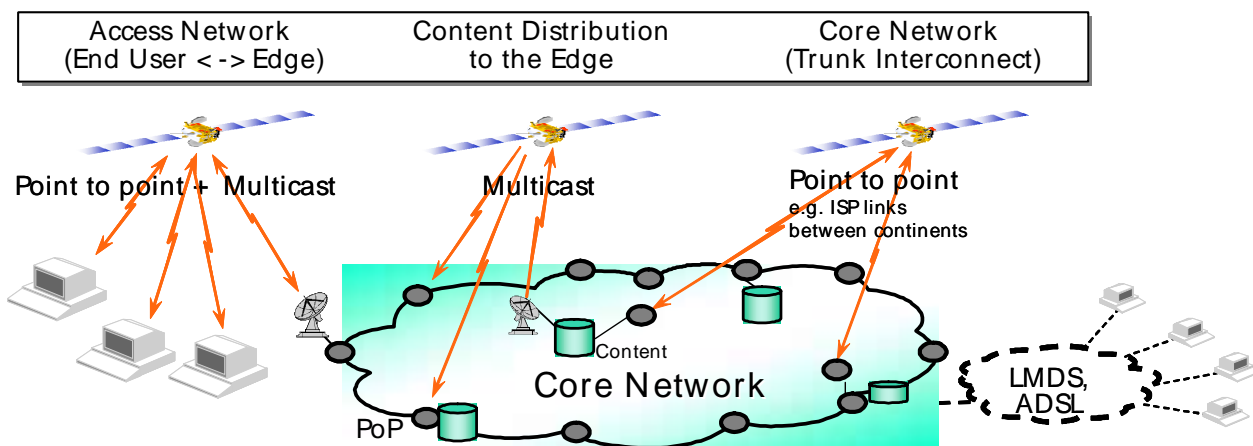 Access Network
(End User <-> Edge)
Content Distribution
to the Edge
Core Network
(Trunk Interconnect)
Point to point + Multicast
Multicast
Point to point
e.g. ISP links
between continents
Content
Core Network
PoP
LMDS,
ADSL